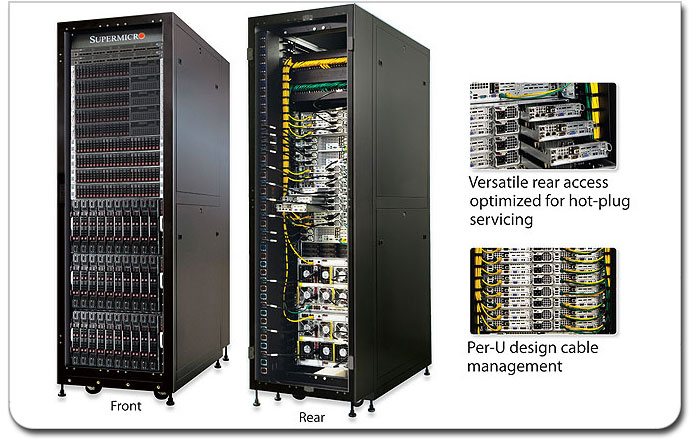 SUPERMICRO
Versatile rear access
optimized for hot-plug
servicing
Per-U design cable
management
Front
Rear